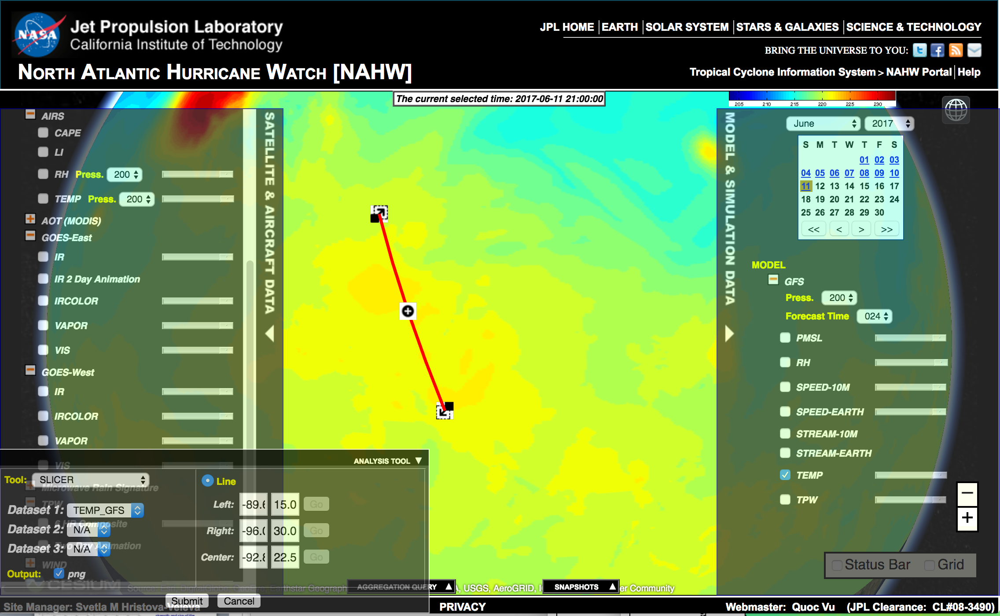 NASA
Jet Propulsion Laboratory
California Institute of Technology
JPL HOME | EARTH | SOLAR SYSTEM | STARS & GALAXIES | SCIENCE & TECHNOLOGY
BRING THE UNIVERSE TO YOU:
NORTH ATLANTIC HURRICANE WATCH [NAHW]
Tropical Cyclone Information System > NAHW Portal | Help
The current selected time: 2017-06-11 21:00:00
205 210 215 220 225 230
AIRS
CAPE
LI
RH Press. 200
TEMP Press. 200
AOT (MODIS)
GOES-East
IR
IR 2 Day Animation
IRCOLOR
VAPOR
VIS
GOES-West
IR
IRCOLOR
VAPOR
VIS
Microwave Rain Signature
TPW
6 HR Composite
Two Day Animation
WIND
SATELLITE & AIRCRAFT DATA
MODEL & SIMULATION DATA
June 2017
S M T W T F S
01 02 03
04 05 06 07 08 09 10
11 12 13 14 15 16 17
18 19 20 21 22 23 24
25 26 27 28 29 30
<< < > >>
MODEL
GFS
Press. 200
Forecast Time 024
PMSL
RH
SPEED-10M
SPEED-EARTH
STREAM-10M
STREAM-EARTH
TEMP
TPW
Status Bar Grid
ANALYSIS TOOL
Tool: SLICER
Dataset 1: TEMP_GFS
Dataset 2: N/A
Dataset 3: N/A
Output: png
Line
Left: -89.6 15.0 Go
Right: -96.0 30.0 Go
Center: -92.8 22.5 Go
Submit Cancel
CESIUM
Source: Esri, DigitalGlobe, GeoEye, Earthstar Geograph
AGGREGATION QUERY
, USGS, AeroGRID,
SNAPSHOTS
er Community
Site Manager: Svetla M Hristova-Veleva
PRIVACY
Webmaster: Quoc Vu (JPL Clearance: CL#08-3490)